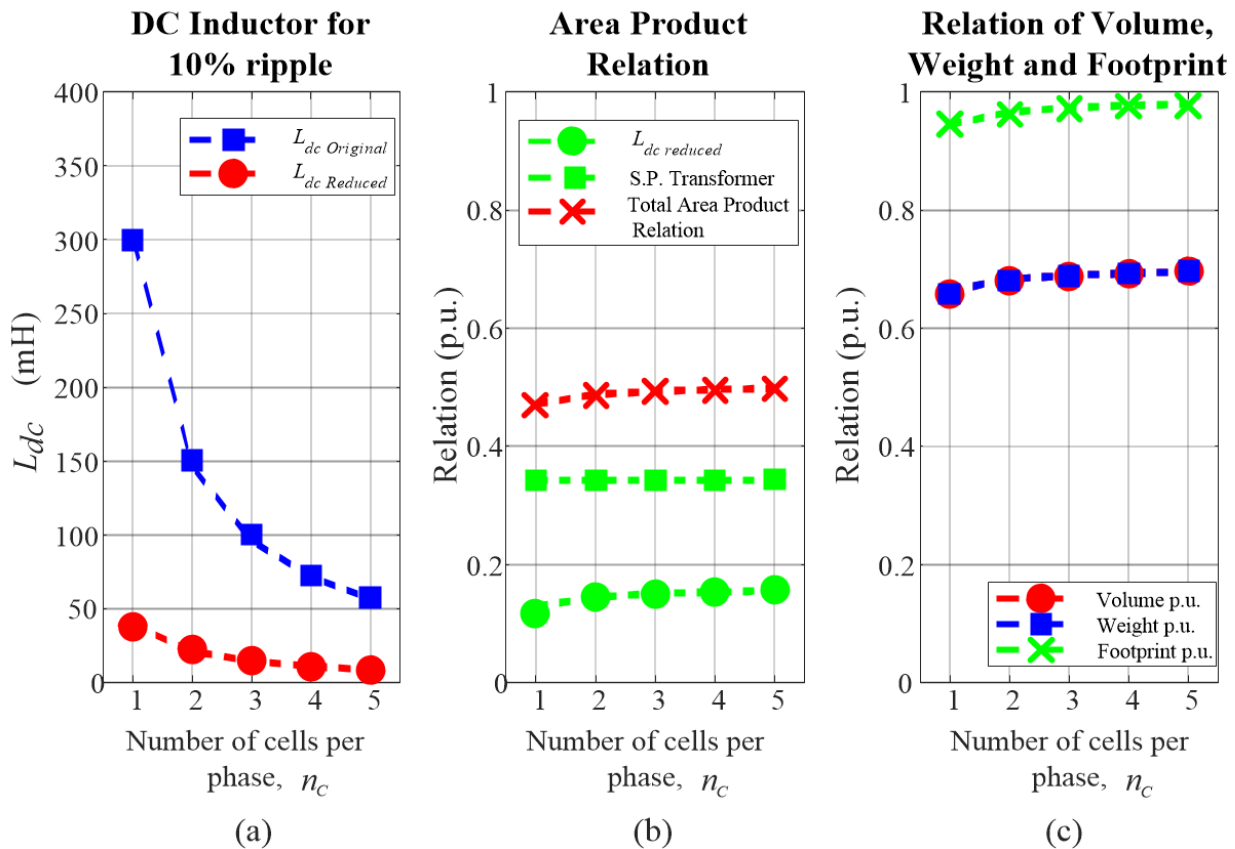 DC Inductor for
10% ripple
400
350
300
250
200
150
100
50
0
L_dc (mH)
L_dc Original
L_dc Reduced
1 2 3 4 5
Number of cells per
phase, n_C
(a)
Area Product
Relation
1
0.8
0.6
0.4
0.2
0
Relation (p.u.)
L_dc reduced
S.P. Transformer
Total Area Product
Relation
1 2 3 4 5
Number of cells per
phase, n_C
(b)
Relation of Volume,
Weight and Footprint
1
0.8
0.6
0.4
0.2
0
Relation (p.u.)
Volume p.u.
Weight p.u.
Footprint p.u.
1 2 3 4 5
Number of cells per
phase, n_C
(c)